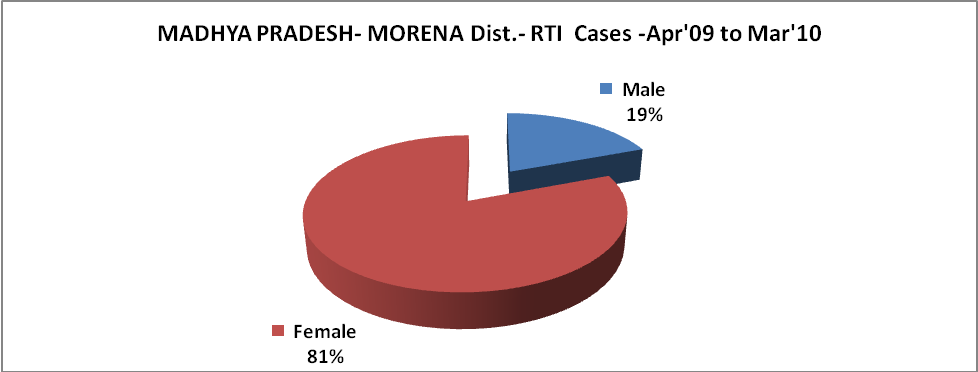 MADHYA PRADESH- MORENA Dist.- RTI  Cases -Apr'09 to Mar'10
Male
19%
Female
81%